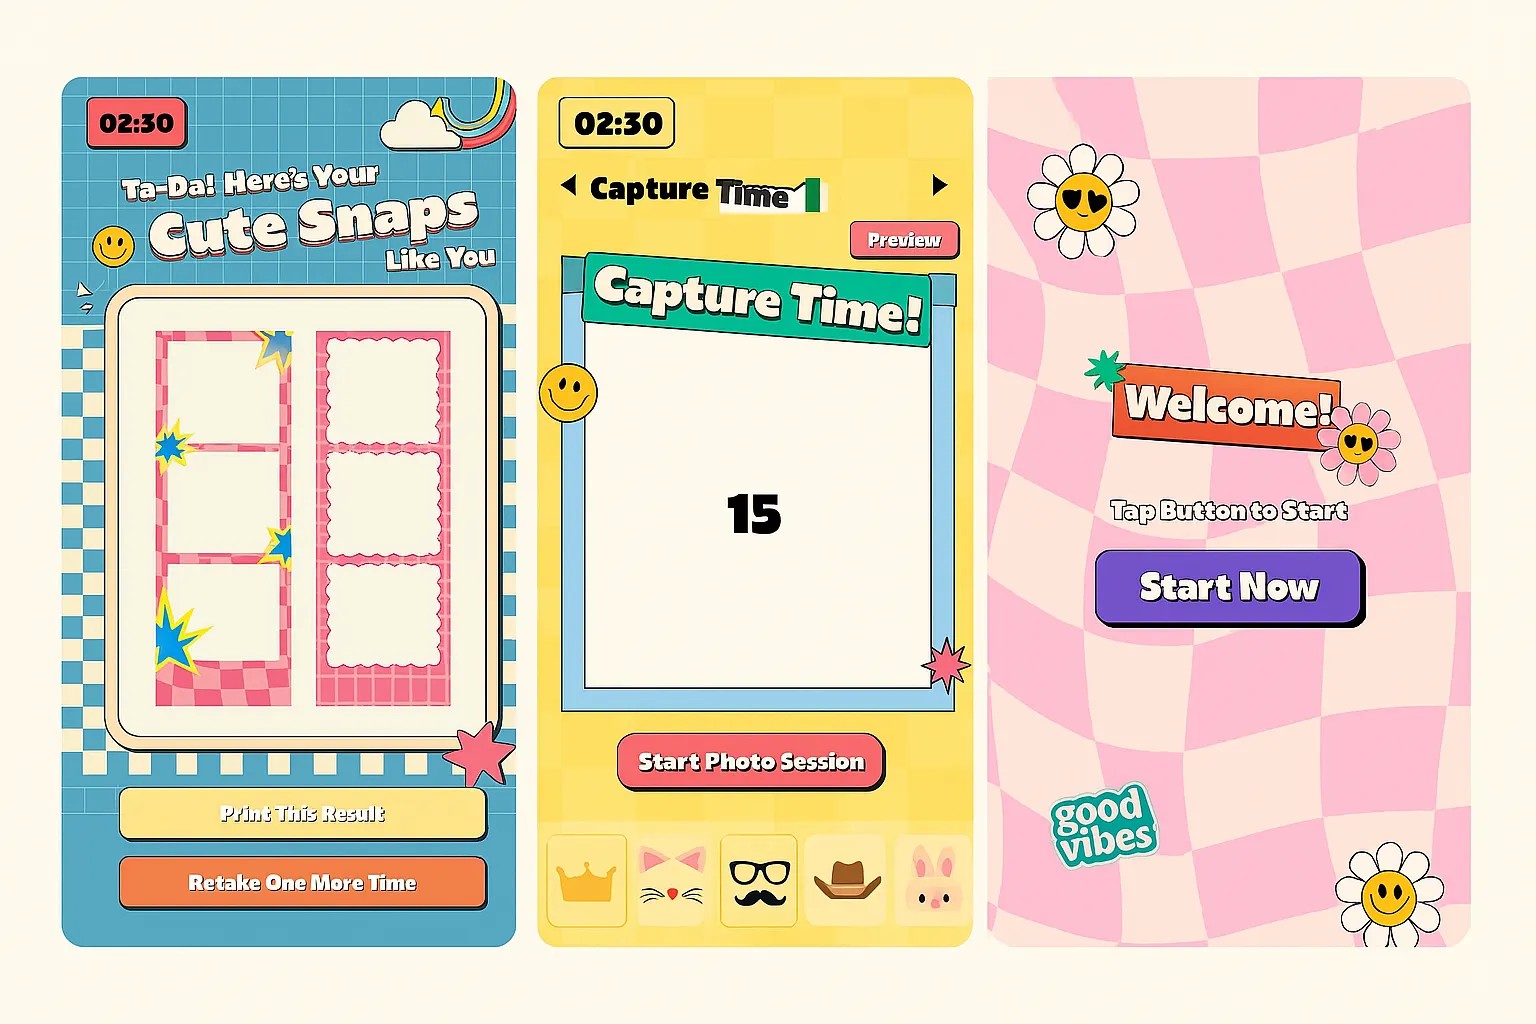 02:30
Ta-Da! Here's Your
Cute Snaps
Like You
Print This Result
Retake One More Time
02:30
Capture Time
Preview
Capture Time!
15
Start Photo Session
Welcome!
Tap Button to Start
Start Now
good
vibes